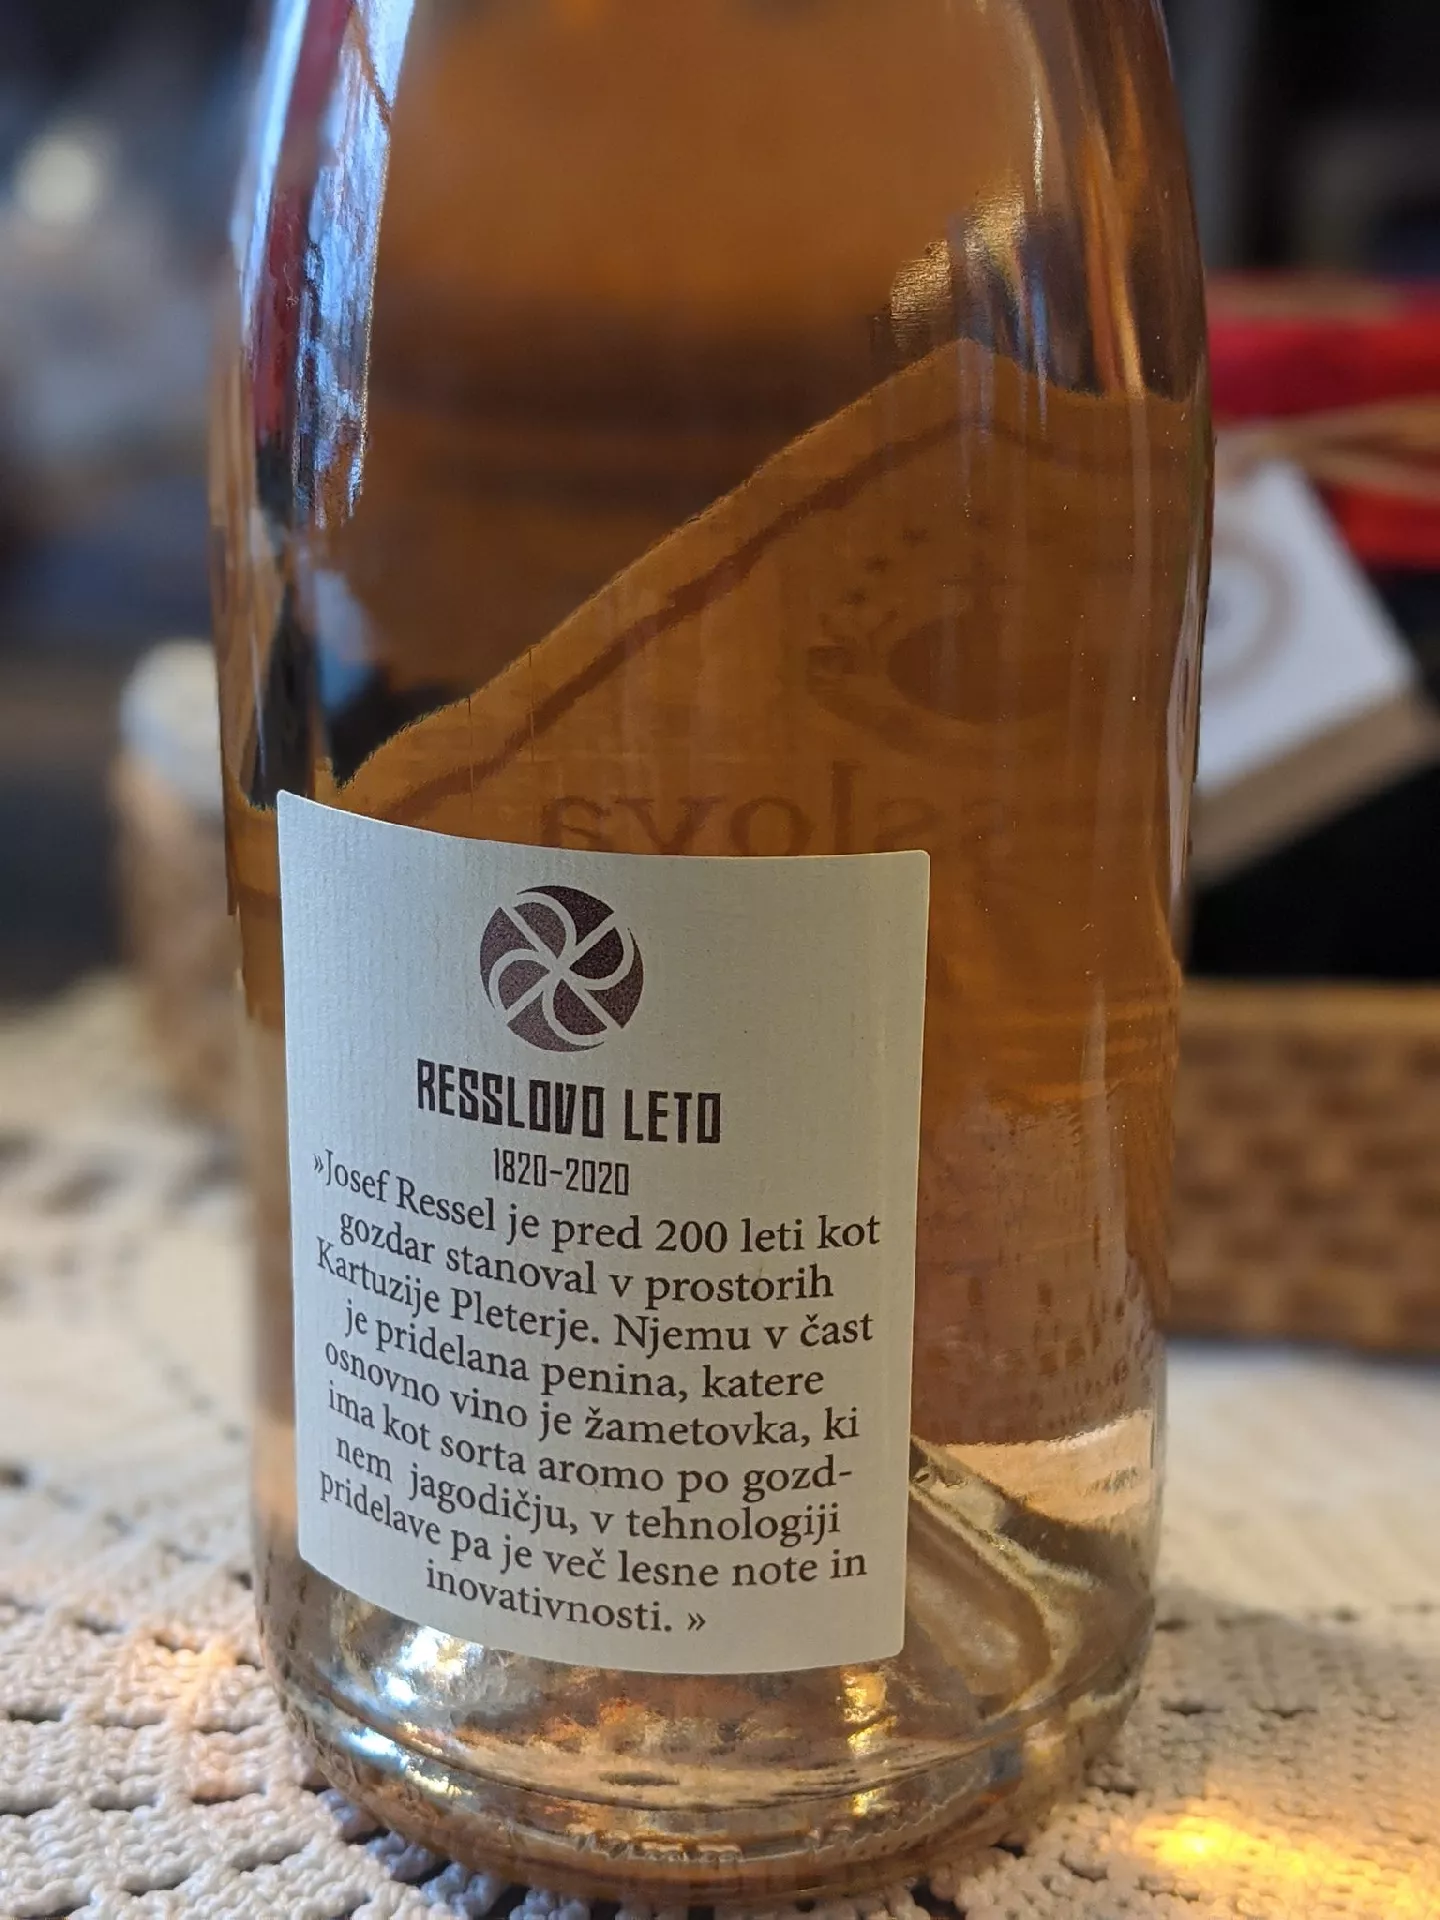 slova
RESSLOVO LETO
1820-2020
»Josef Ressel je pred 200 leti kot
gozdar stanoval v prostorih
Kartuzije Pleterje. Njemu v čast
je pridelana penina, katere
osnovno vino je žametovka, ki
ima kot sorta aromo po gozd-
nem jagodičju, v tehnologiji
pridelave pa je več lesne note in
inovativnosti. »